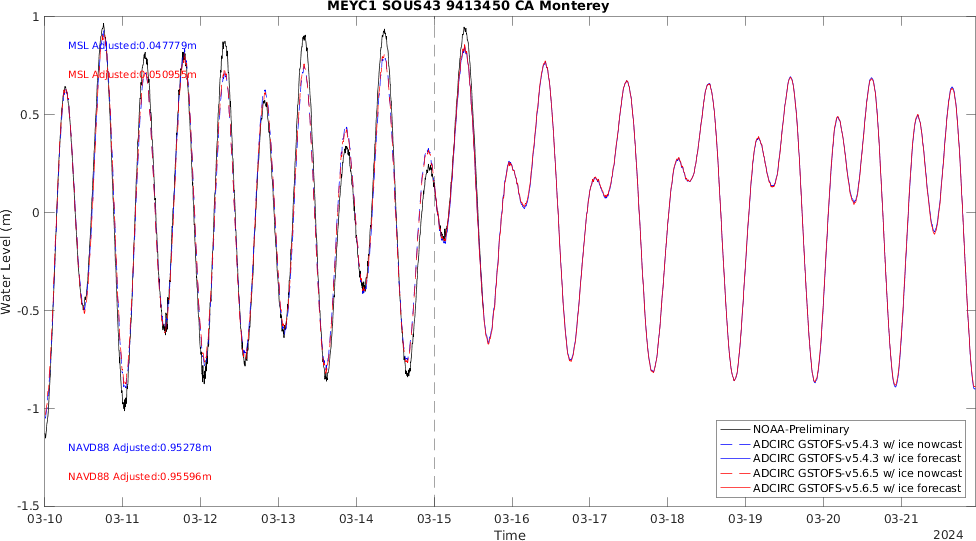 MEYC1 SOUS43 9413450 CA Monterey
1
MSL Adjusted:0.047779m
MSL Adjusted:0.050955m
0.5
0
Water Level (m)
-0.5
-1
NAVD88 Adjusted:0.95278m
NAVD88 Adjusted:0.95596m
-1.5
NOAA-Preliminary
ADCIRC GSTOFS-v5.4.3 w/ ice nowcast
ADCIRC GSTOFS-v5.4.3 w/ ice forecast
ADCIRC GSTOFS-v5.6.5 w/ ice nowcast
ADCIRC GSTOFS-v5.6.5 w/ ice forecast
03-10 03-11 03-12 03-13 03-14 03-15 03-16 03-17 03-18 03-19 03-20 03-21
Time
2024